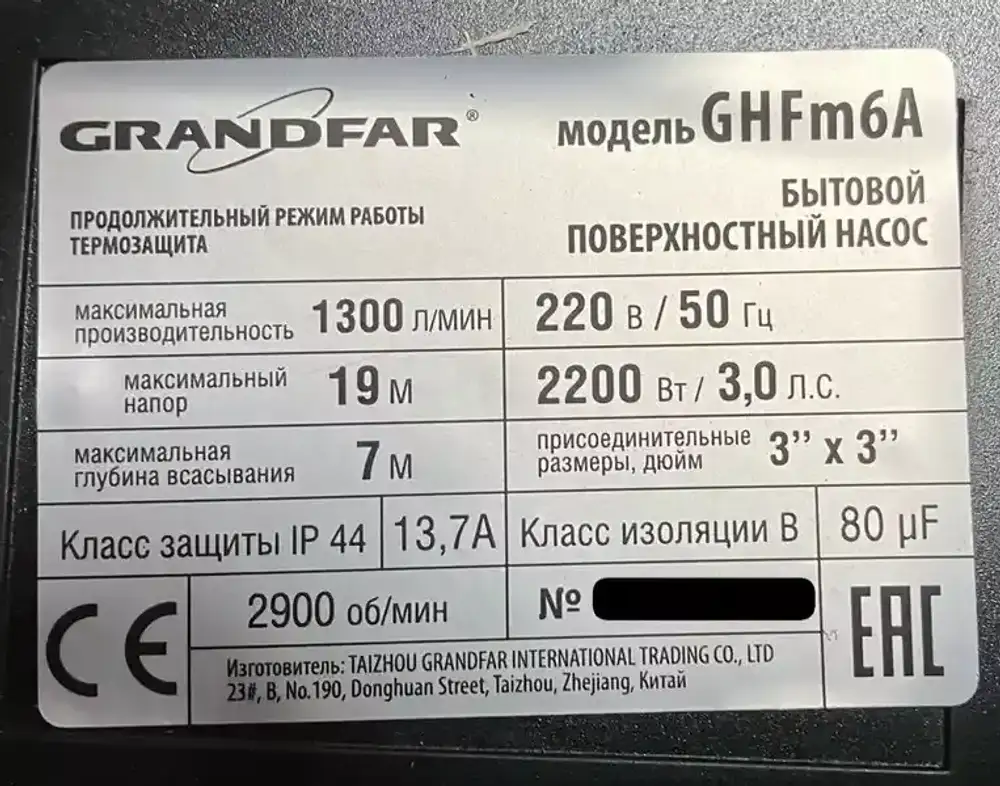 GRANDFAR®
модель GHFm6A
БЫТОВОЙ
ПОВЕРХНОСТНЫЙ НАСОС
ПРОДОЛЖИТЕЛЬНЫЙ РЕЖИМ РАБОТЫ
ТЕРМОЗАЩИТА
максимальная
производительность 1300 л/мин
220 В / 50 Гц
максимальный
напор 19 м
2200 Вт / 3,0 л.с.
максимальная
глубина всасывания 7 м
присоединительные
размеры, дюйм 3” x 3”
Класс защиты IP 44
13,7А
Класс изоляции В
80 µF
CE
2900 об/мин
№
EAC
Изготовитель: TAIZHOU GRANDFAR INTERNATIONAL TRADING CO., LTD
23#, B, No.190, Donghuan Street, Taizhou, Zhejiang, Китай